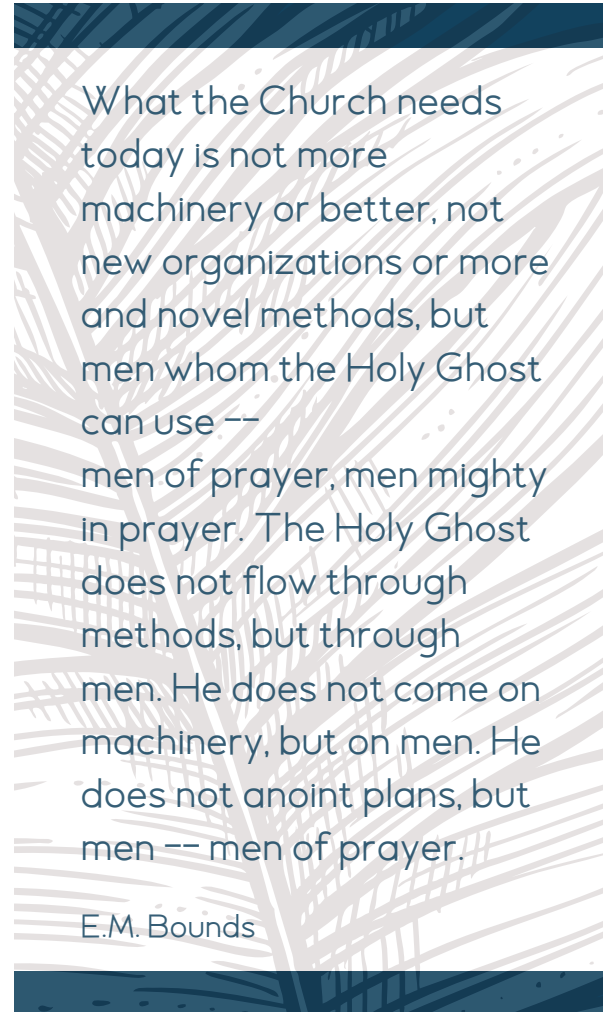 What the Church needs
today is not more
machinery or better, not
new organizations or more
and novel methods, but
men whom the Holy Ghost
can use --
men of prayer, men mighty
in prayer. The Holy Ghost
does not flow through
methods, but through
men. He does not come on
machinery, but on men. He
does not anoint plans, but
men -- men of prayer.
E.M. Bounds